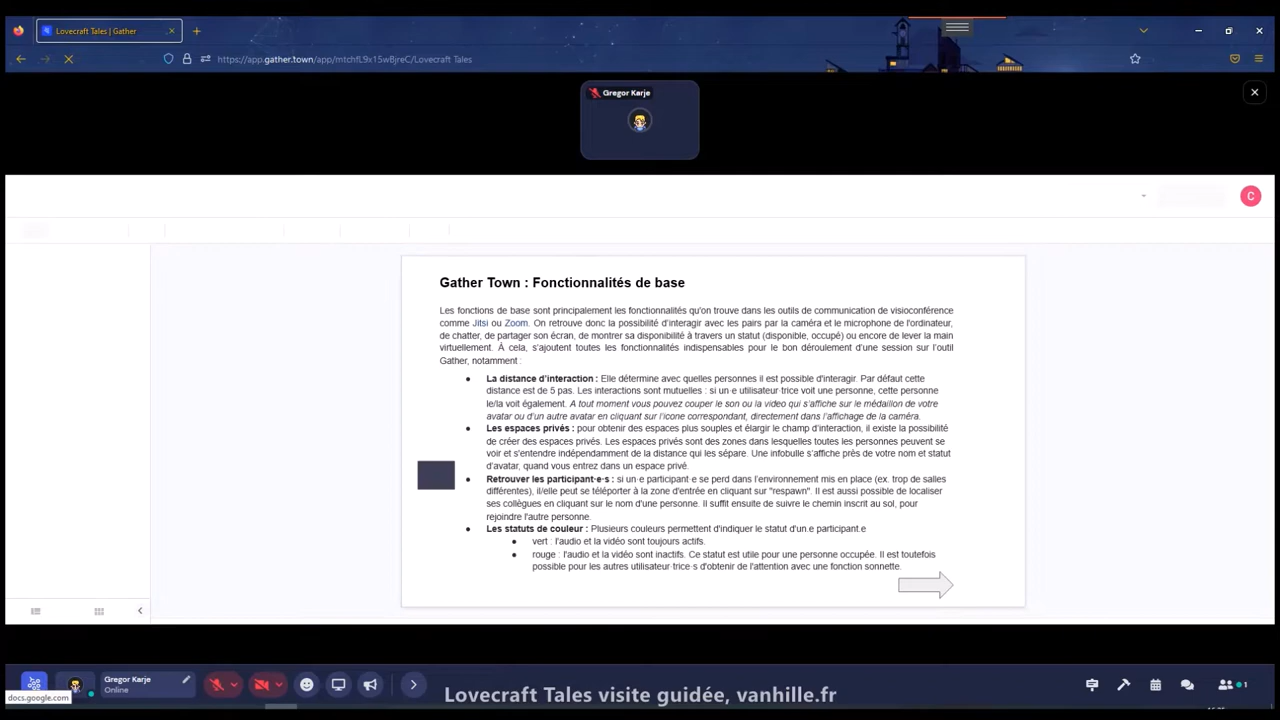 Lovecraft Tales | Gather
https://app.gather.town/app/mtchfL9x15wBjreC/Lovecraft Tales
Gregor Karje
C
Gather Town : Fonctionnalités de base
Les fonctions de base sont principalement les fonctionnalités qu'on trouve dans les outils de communication de visioconférence
comme Jitsi ou Zoom. On retrouve donc la possibilité d'interagir avec les pairs par la caméra et le microphone de l'ordinateur,
de chatter, de partager son écran, de montrer sa disponibilité à travers un statut (disponible, occupé) ou encore de lever la main
virtuellement. À cela, s'ajoutent toutes les fonctionnalités indispensables pour le bon déroulement d'une session sur l'outil
Gather, notamment :
● La distance d'interaction : Elle détermine avec quelles personnes il est possible d'interagir. Par défaut cette
distance est de 5 pas. Les interactions sont mutuelles : si un·e utilisateur·trice voit une personne, cette personne
le/la voit également. A tout moment vous pouvez couper le son ou la video qui s'affiche sur le médaillon de votre
avatar ou d'un autre avatar en cliquant sur l'icone correspondant, directement dans l'affichage de la caméra.
● Les espaces privés : pour obtenir des espaces plus souples et élargir le champ d'interaction, il existe la possibilité
de créer des espaces privés. Les espaces privés sont des zones dans lesquelles toutes les personnes peuvent se
voir et s'entendre indépendamment de la distance qui les sépare. Une infobulle s'affiche près de votre nom et statut
d'avatar, quand vous entrez dans un espace privé.
● Retrouver les participant·e·s : si un·e participant·e se perd dans l'environnement mis en place (ex. trop de salles
différentes), il/elle peut se téléporter à la zone d'entrée en cliquant sur "respawn". Il est aussi possible de localiser
ses collègues en cliquant sur le nom d'une personne. Il suffit ensuite de suivre le chemin inscrit au sol, pour
rejoindre l'autre personne.
● Les statuts de couleur : Plusieurs couleurs permettent d'indiquer le statut d'un.e participant.e
● vert : l'audio et la vidéo sont toujours actifs.
● rouge : l'audio et la vidéo sont inactifs. Ce statut est utile pour une personne occupée. Il est toutefois
possible pour les autres utilisateur·trice·s d'obtenir de l'attention avec une fonction sonnette.
Gregor Karje
Online
1
docs.google.com
Lovecraft Tales visite guidée, vanhille.fr